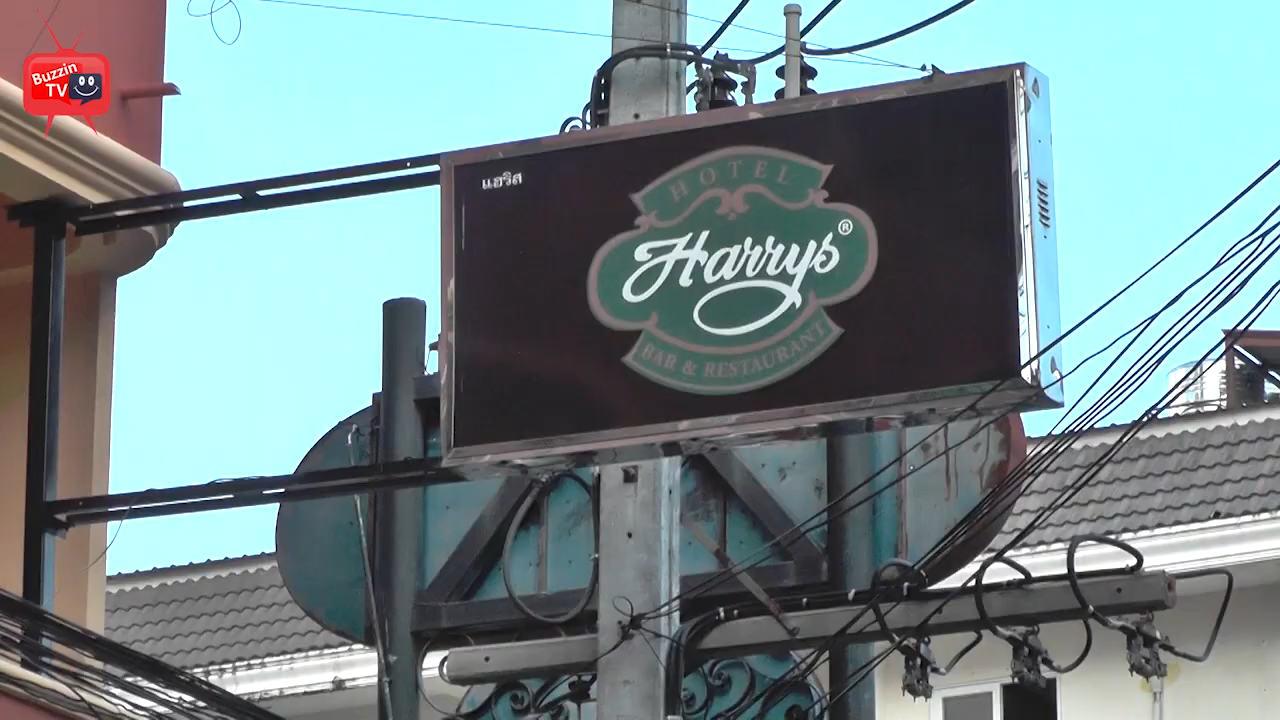 Buzzin
TV
แฮริส
HOTEL
Harrys®
BAR & RESTAURANT